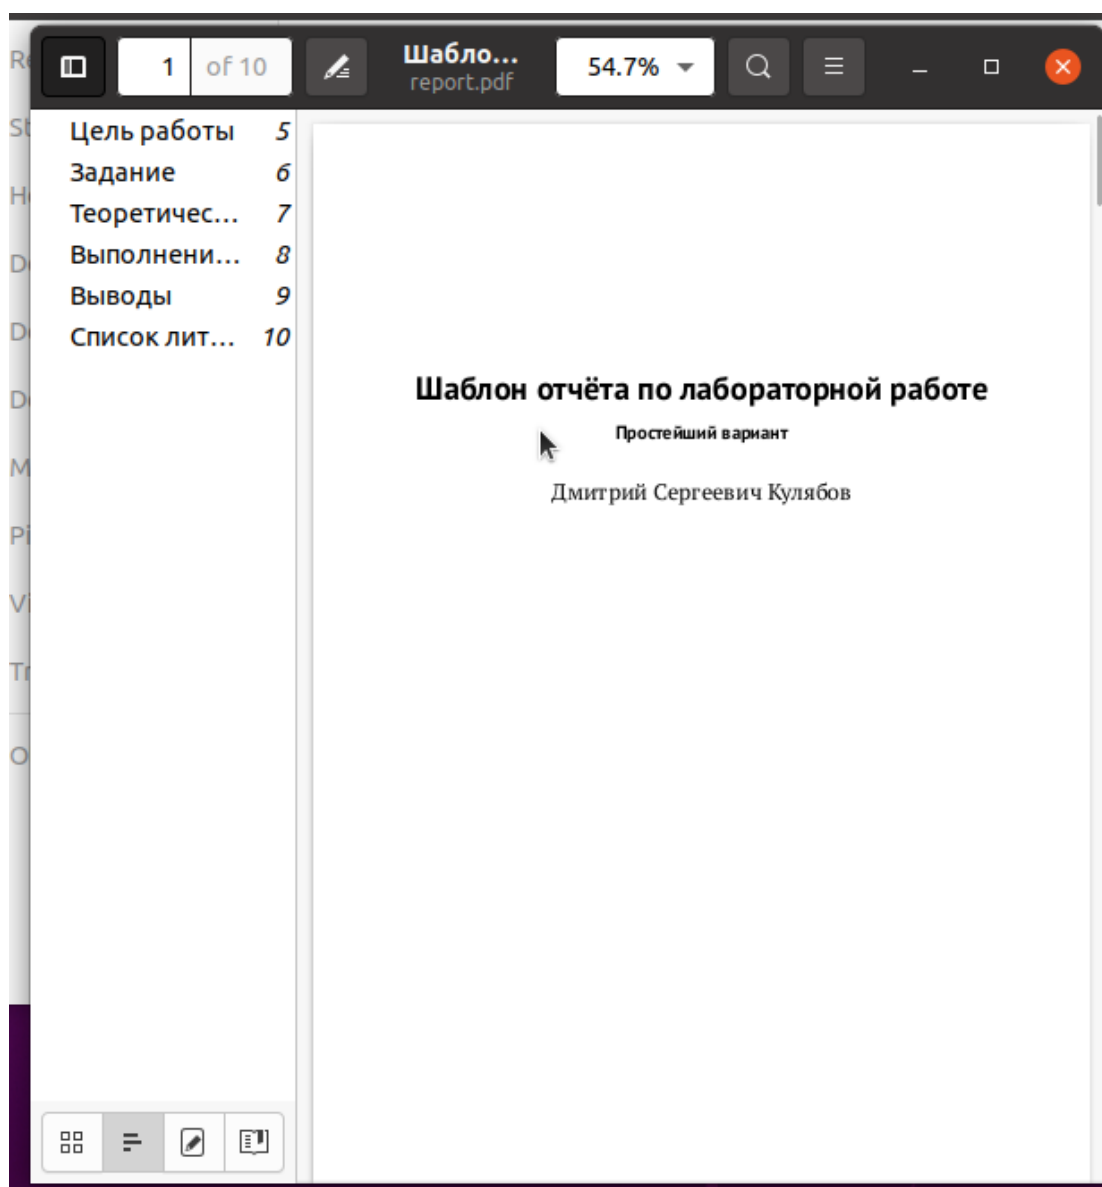 1 of 10
Шабло...
report.pdf
54.7%
Цель работы 5
Задание 6
Теоретичес... 7
Выполнени... 8
Выводы 9
Список лит... 10
Шаблон отчёта по лабораторной работе
Простейший вариант
Дмитрий Сергеевич Кулябов